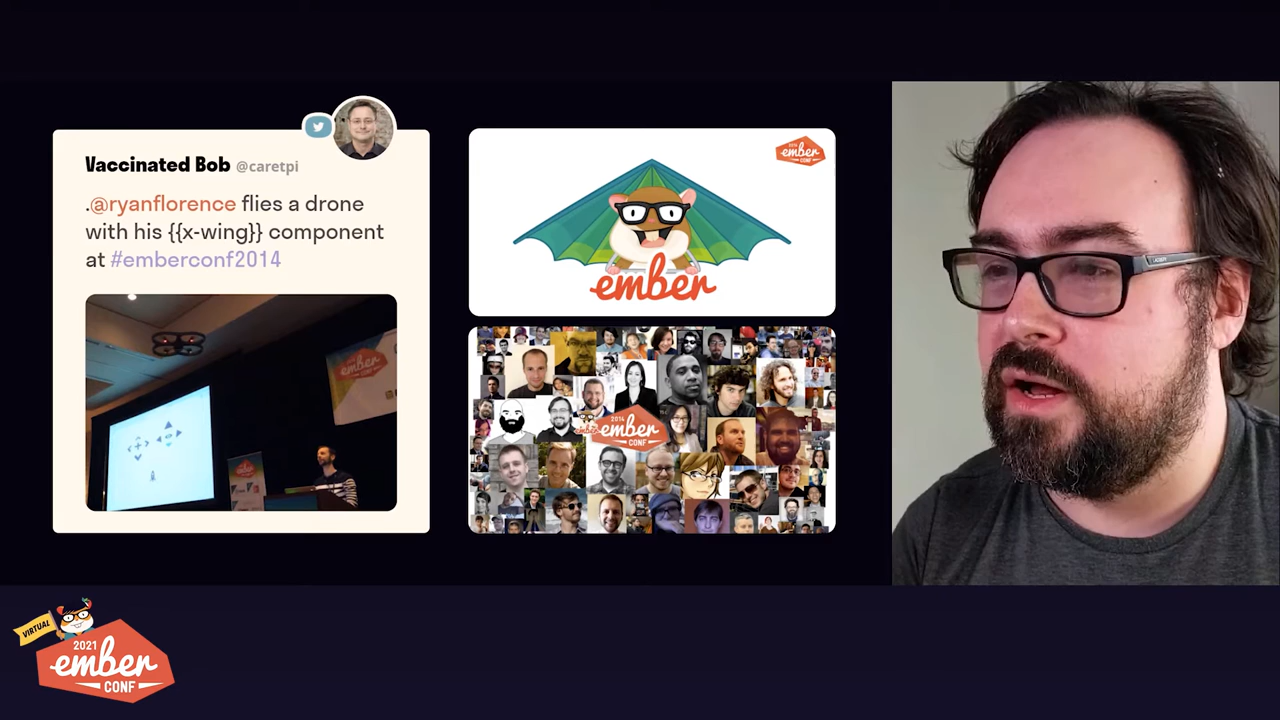 Vaccinated Bob @caretpi
.@ryanflorence flies a drone
with his {{x-wing}} component
at #emberconf2014
ember
CONF
ember
2014
ember
CONF
VIRTUAL
2021
ember
CONF